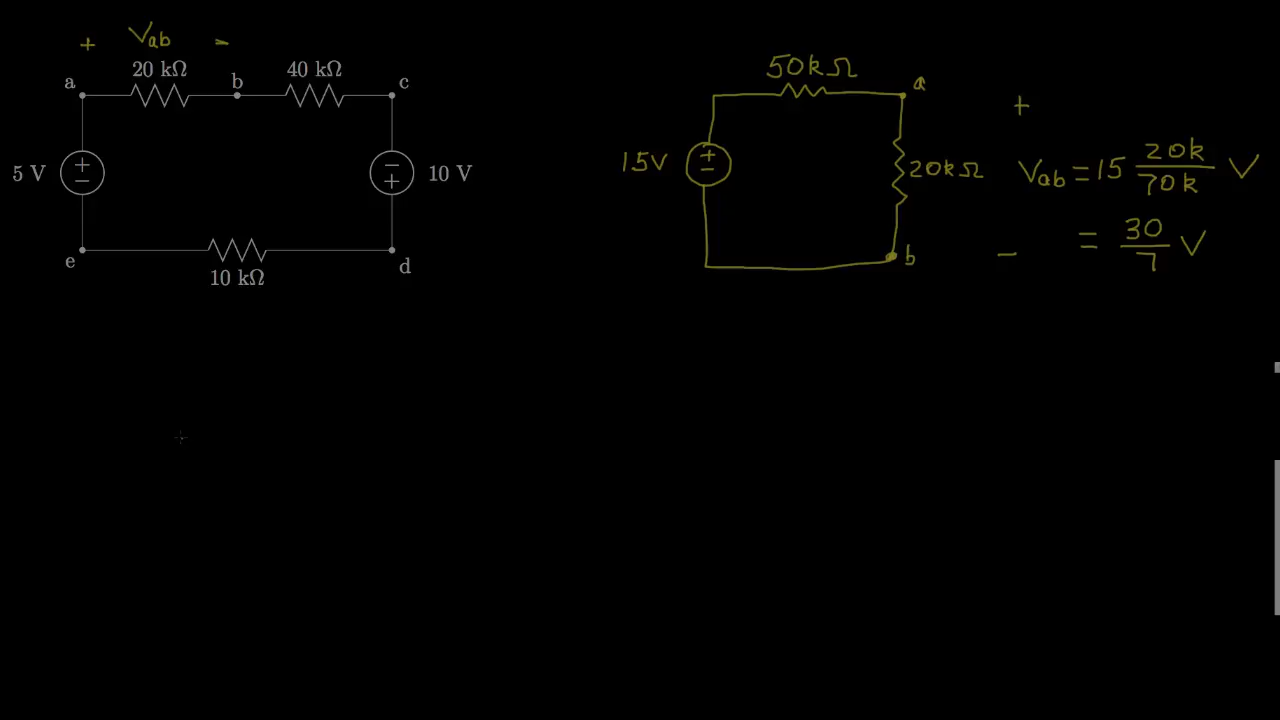 + Vab -
20 kΩ
40 kΩ
a
b
c
5 V
+
−
−
+
10 V
e
10 kΩ
d
50kΩ
a
15V
+
−
20kΩ
b
+
Vab = 15 20k/70k V
= 30/7 V
-